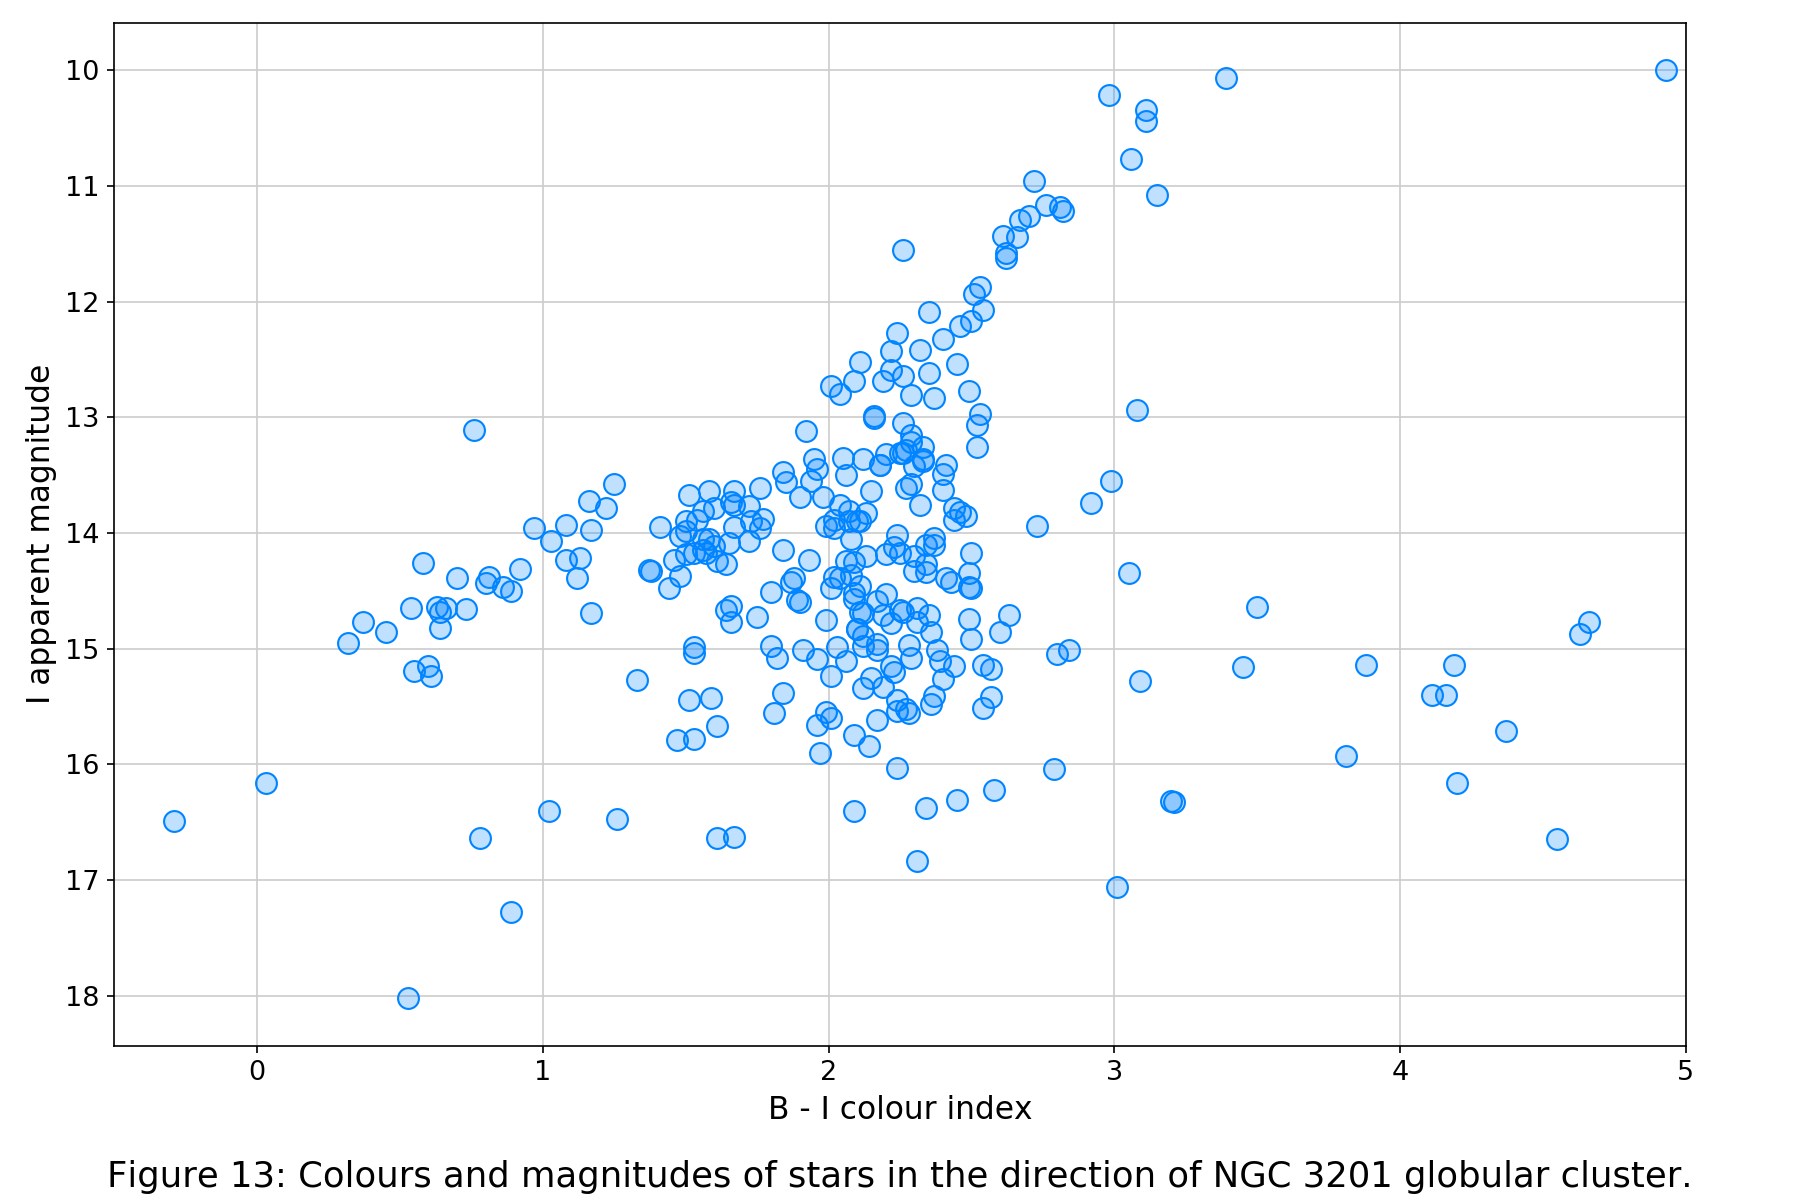 10
11
12
13
14
15
16
17
18
I apparent magnitude
0 1 2 3 4 5
B - I colour index
Figure 13: Colours and magnitudes of stars in the direction of NGC 3201 globular cluster.